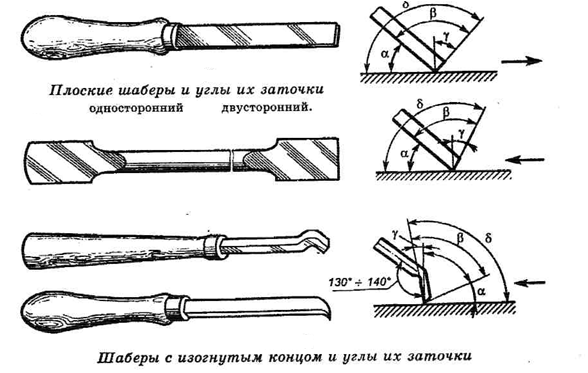 δ
β
α
γ
Плоские шаберы и углы их заточки
односторонний двусторонний.
δ
β
α
γ
γ
β
δ
130° ÷ 140°
α
Шаберы с изогнутым концом и углы их заточки